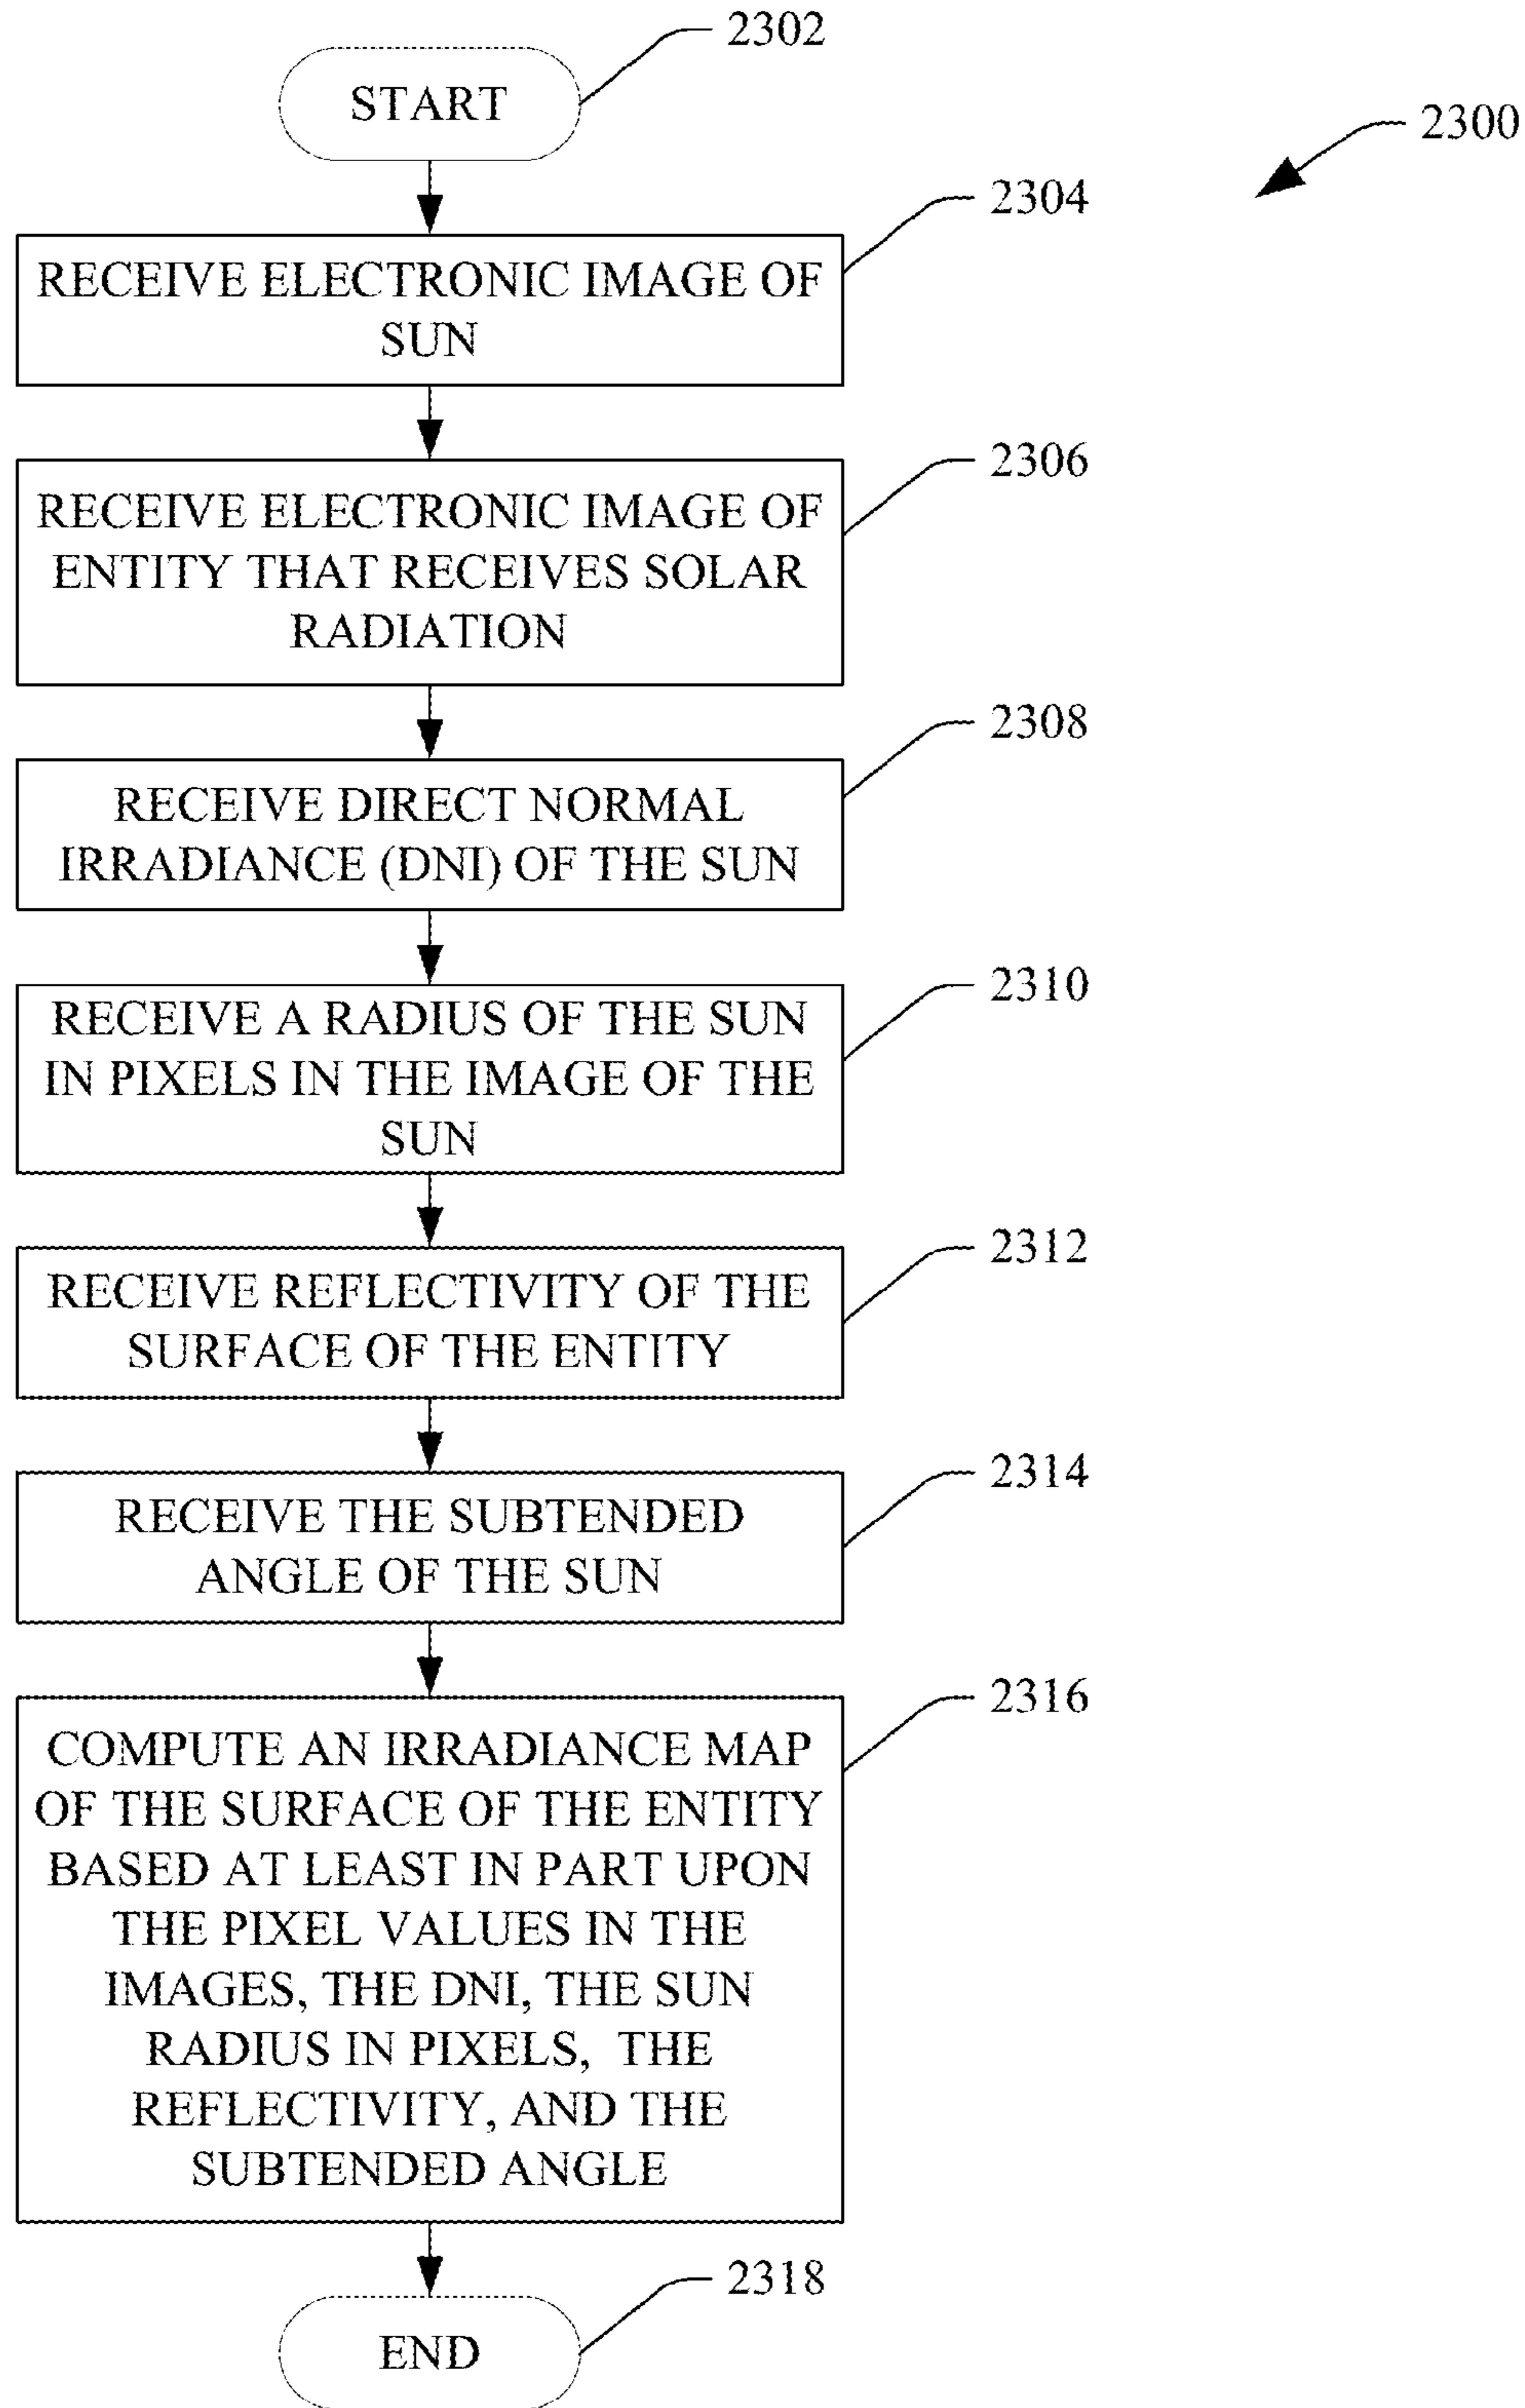 2302
START
2300
2304
RECEIVE ELECTRONIC IMAGE OF
SUN
2306
RECEIVE ELECTRONIC IMAGE OF
ENTITY THAT RECEIVES SOLAR
RADIATION
2308
RECEIVE DIRECT NORMAL
IRRADIANCE (DNI) OF THE SUN
2310
RECEIVE A RADIUS OF THE SUN
IN PIXELS IN THE IMAGE OF THE
SUN
2312
RECEIVE REFLECTIVITY OF THE
SURFACE OF THE ENTITY
2314
RECEIVE THE SUBTENDED
ANGLE OF THE SUN
2316
COMPUTE AN IRRADIANCE MAP
OF THE SURFACE OF THE ENTITY
BASED AT LEAST IN PART UPON
THE PIXEL VALUES IN THE
IMAGES, THE DNI, THE SUN
RADIUS IN PIXELS, THE
REFLECTIVITY, AND THE
SUBTENDED ANGLE
2318
END